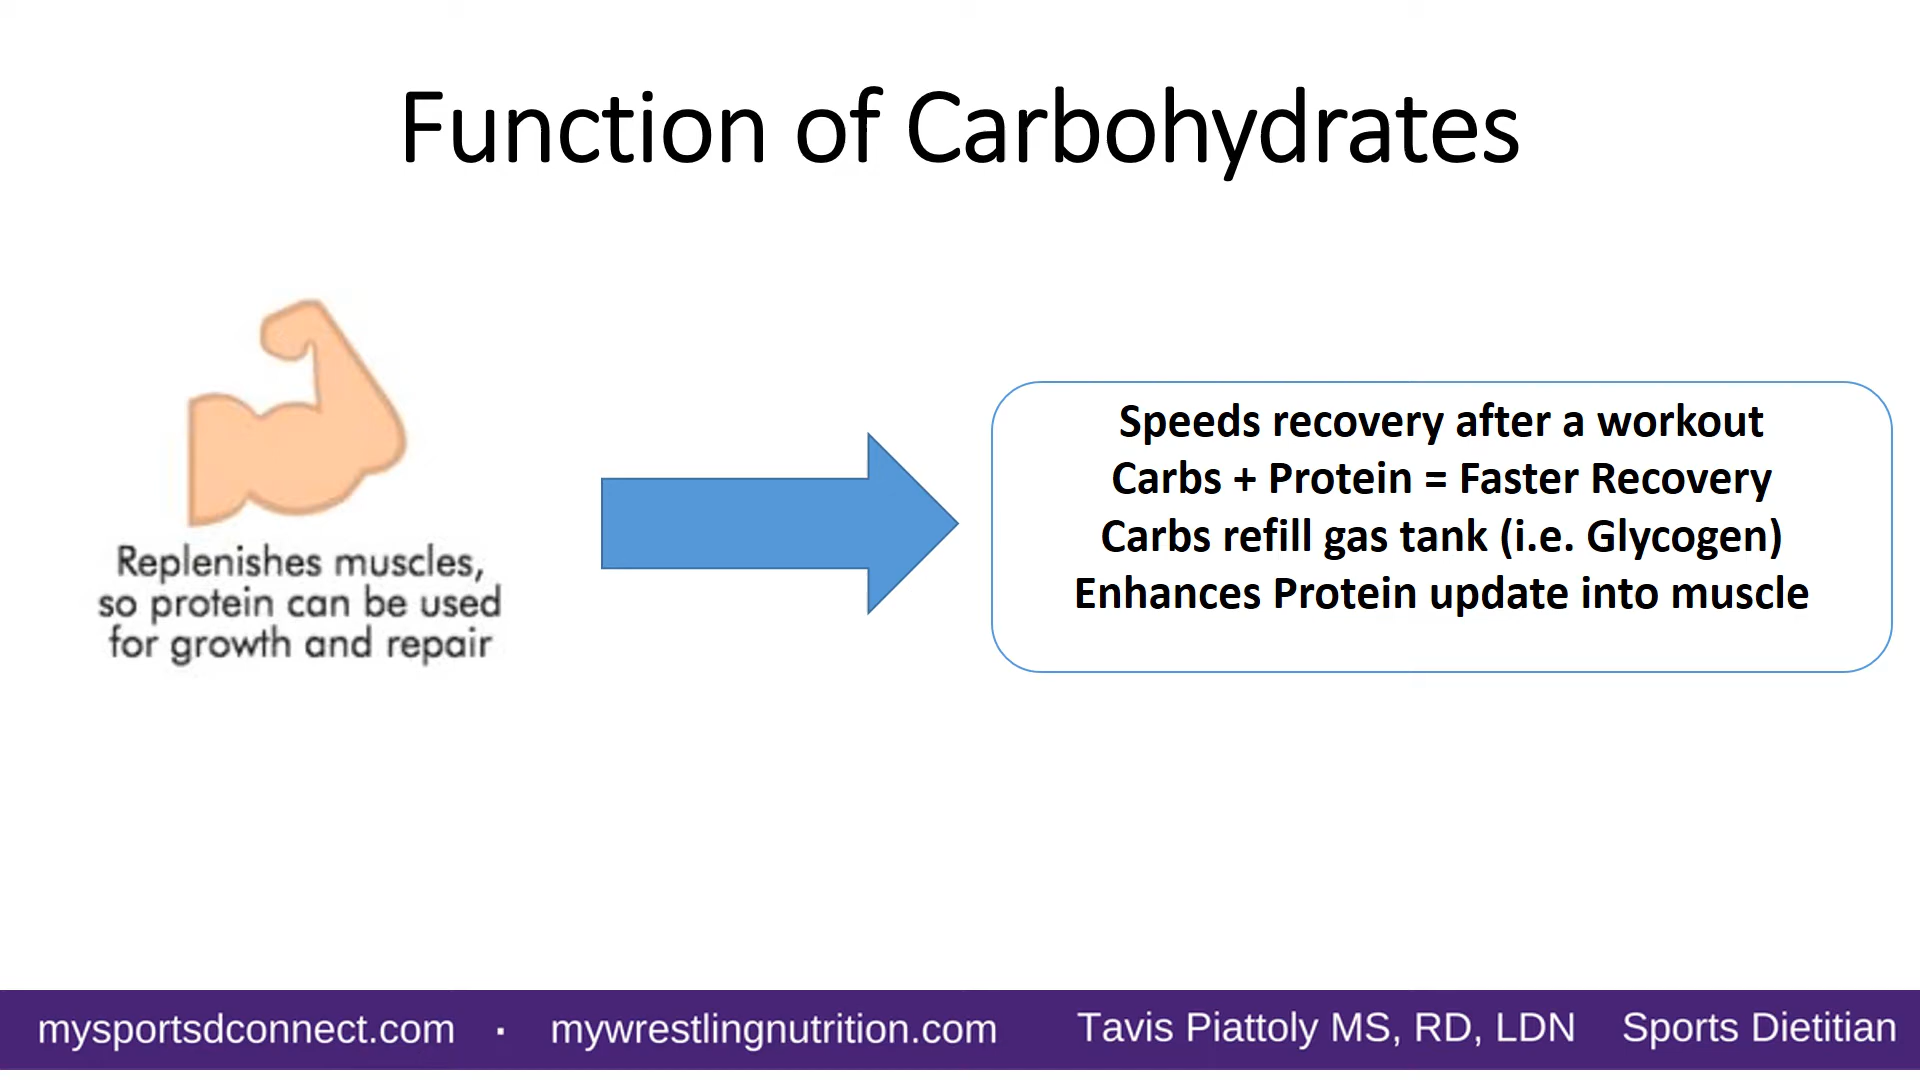 Function of Carbohydrates
Replenishes muscles,
so protein can be used
for growth and repair
Speeds recovery after a workout
Carbs + Protein = Faster Recovery
Carbs refill gas tank (i.e. Glycogen)
Enhances Protein update into muscle
mysportsdconnect.com · mywrestlingnutrition.com Tavis Piattoly MS, RD, LDN Sports Dietitian